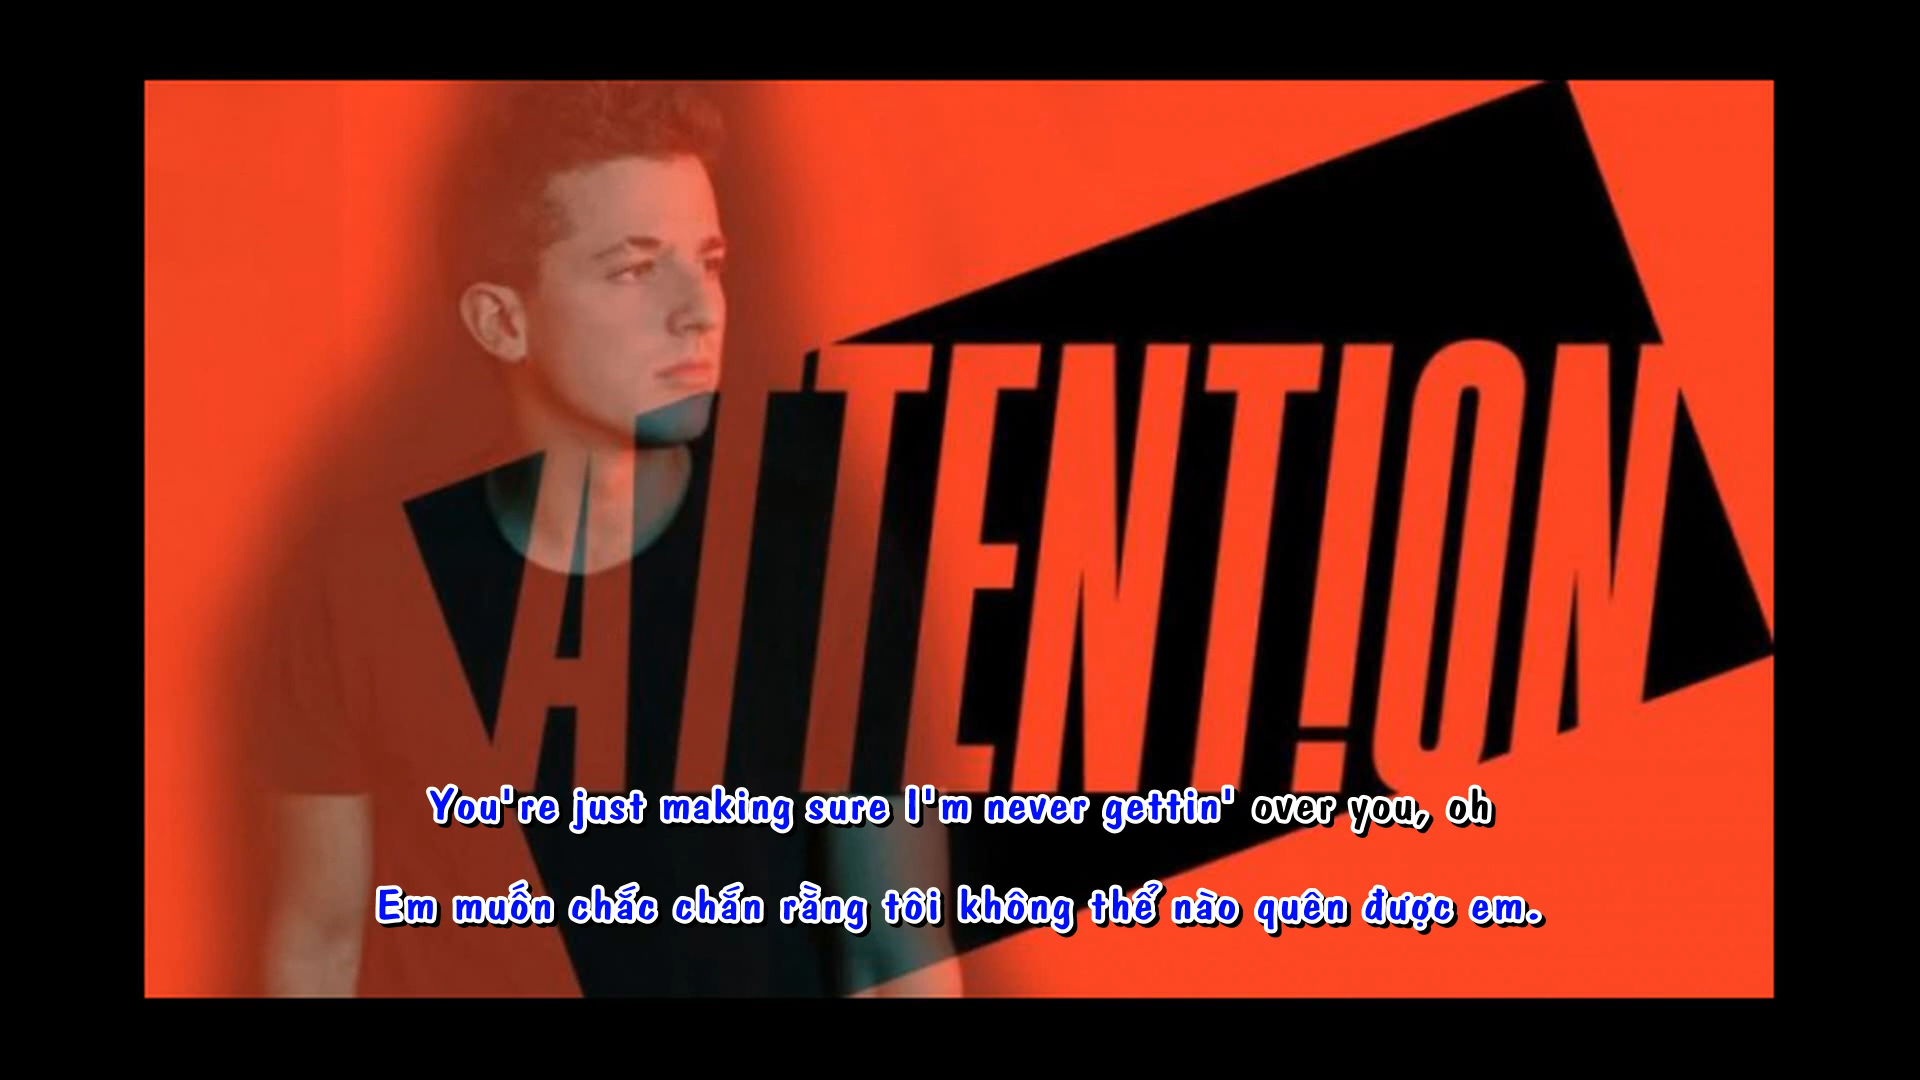 ATTENTION
You're just making sure I'm never gettin' over you, oh
Em muốn chắc chắn rằng tôi không thể nào quên được em.